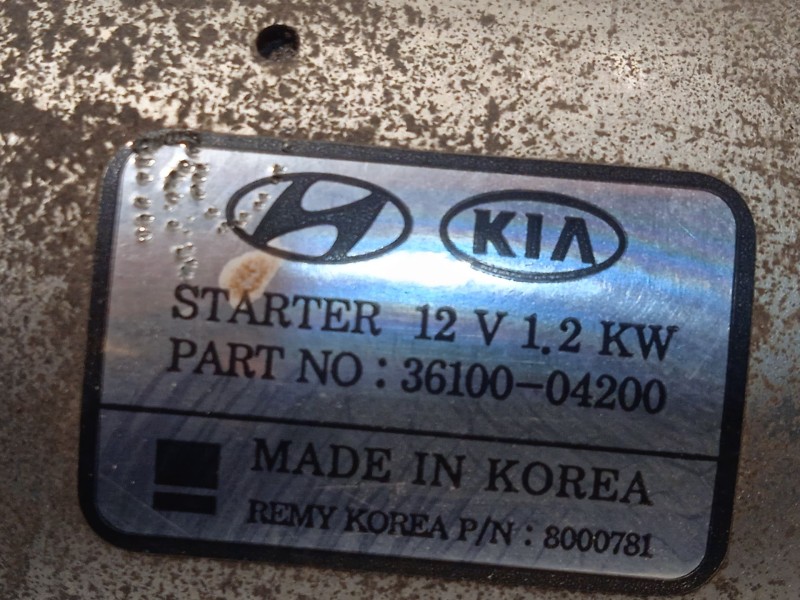 KIA
STARTER 12 V 1.2 KW
PART NO : 36100-04200
MADE IN KOREA
REMY KOREA P/N : 8000781